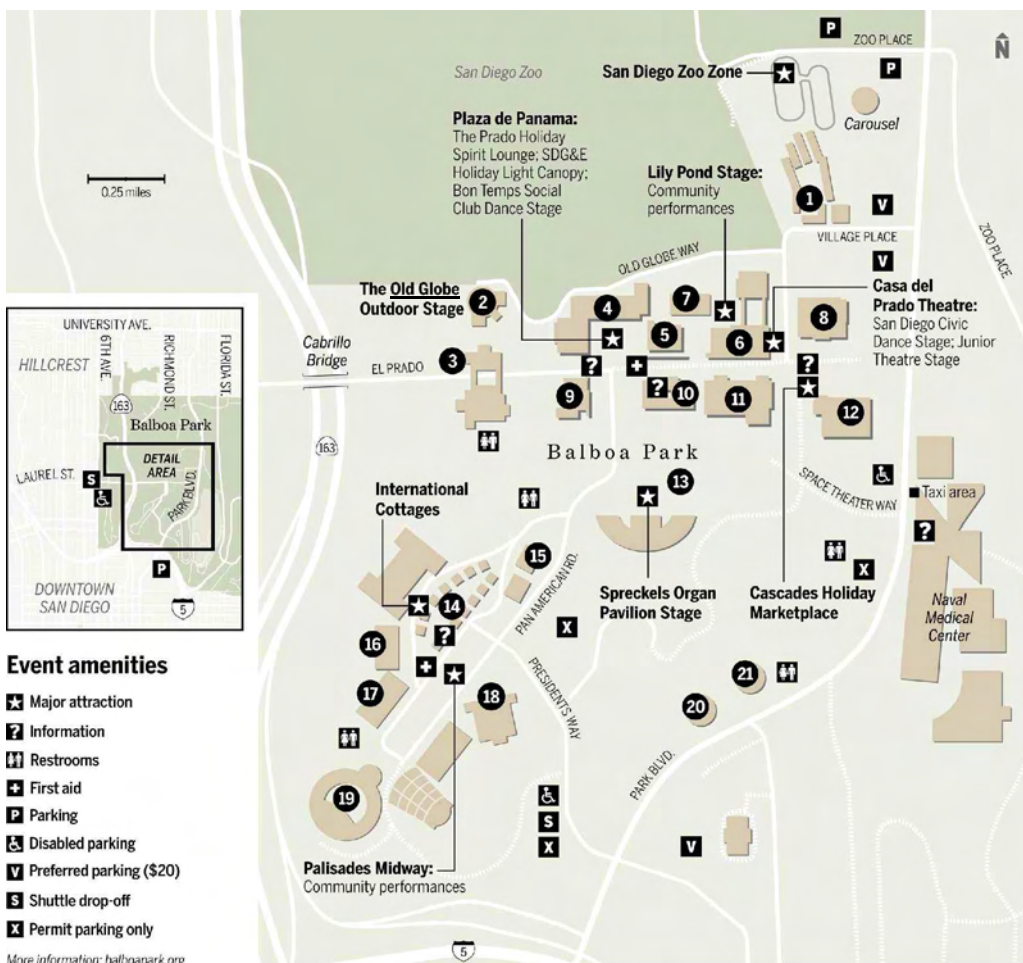 P
ZOO PLACE
N
San Diego Zoo
San Diego Zoo Zone
P
Carousel
Plaza de Panama:
The Prado Holiday
Spirit Lounge; SDG&E
Holiday Light Canopy;
Bon Temps Social
Club Dance Stage
0.25 miles
Lily Pond Stage:
Community
performances
1
V
VILLAGE PLACE
ZOO PLACE
OLD GLOBE WAY
V
Casa del
Prado Theatre:
San Diego Civic
Dance Stage; Junior
Theatre Stage
The Old Globe
Outdoor Stage
2
4
7
5
6
8
Cabrillo
Bridge
EL PRADO
3
?
?
9
?
10
11
12
163
Balboa Park
13
SPACE THEATER WAY
Taxi area
?
International
Cottages
15
PAN AMERICAN RD.
14
?
X
Spreckels Organ
Pavilion Stage
Cascades Holiday
Marketplace
X
Naval
Medical
Center
16
17
18
PRESIDENTS WAY
21
20
PARK BLVD.
19
S
X
V
Palisades Midway:
Community performances
5
UNIVERSITY AVE.
HILLCREST
6TH AVE.
RICHMOND ST.
FLORIDA ST.
163
Balboa Park
DETAIL
AREA
LAUREL ST.
S
PARK BLVD.
P
DOWNTOWN
SAN DIEGO
5
Event amenities
Major attraction
? Information
Restrooms
First aid
P Parking
Disabled parking
V Preferred parking ($20)
S Shuttle drop-off
X Permit parking only
More information: balboapark.org